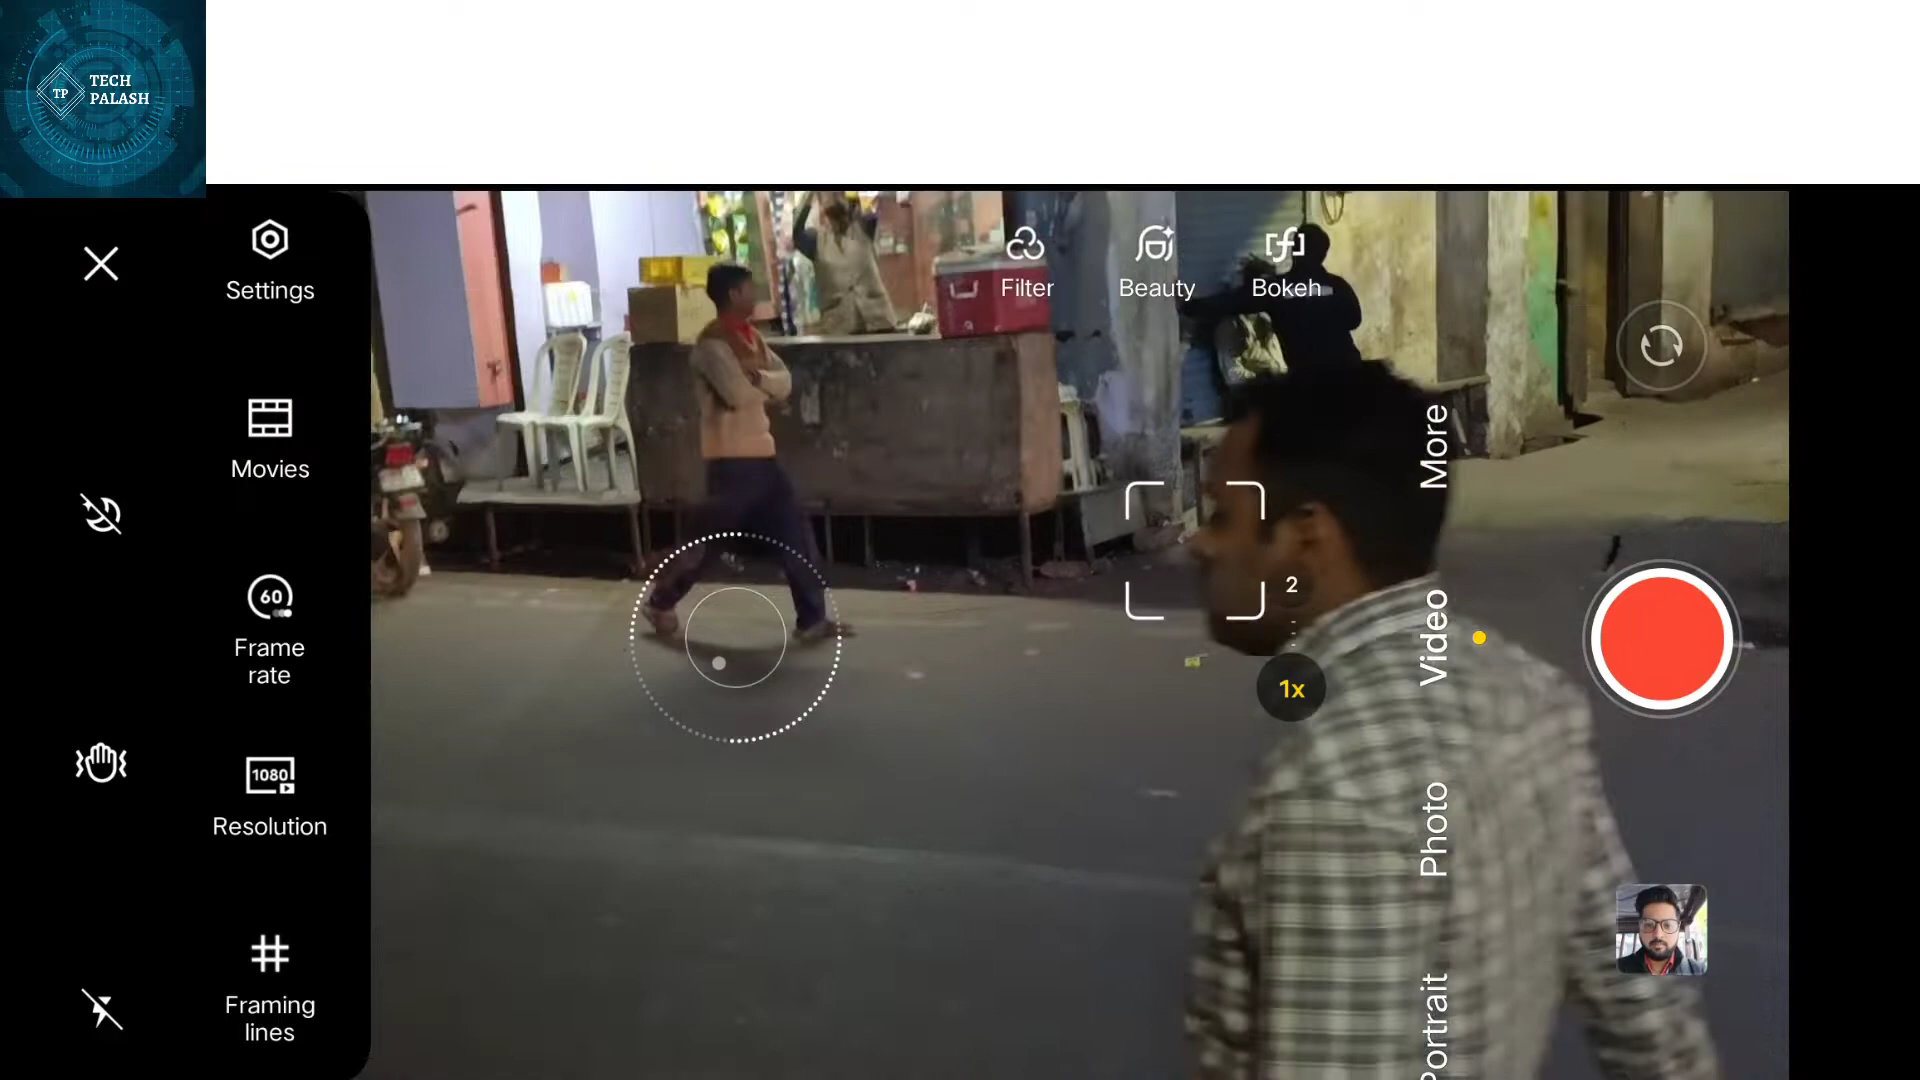 TP
TECH
PALASH
Settings
Movies
60
Frame
rate
1080
Resolution
Framing
lines
Filter
Beauty
Bokeh
2
1x
More
Video
Photo
Portrait